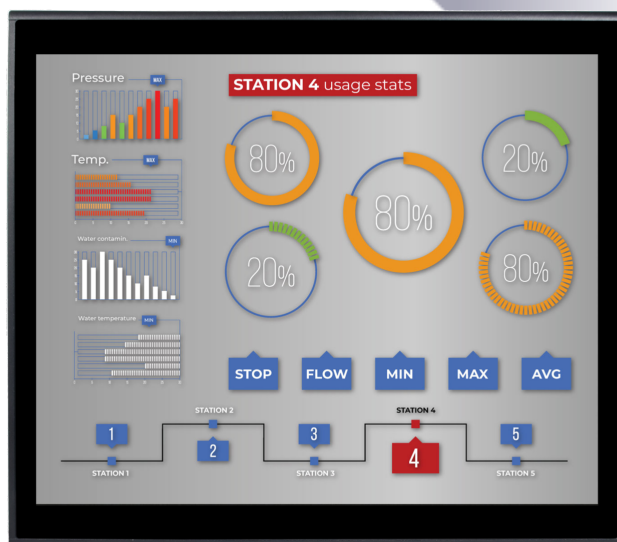 Pressure
MAX
STATION 4 usage stats
80%
20%
80%
Temp.
MAX
Water contamin.
MIN
20%
80%
Water temperature
MIN
STOP
FLOW
MIN
MAX
AVG
STATION 2
STATION 4
1
3
5
2
4
STATION 1
STATION 3
STATION 5